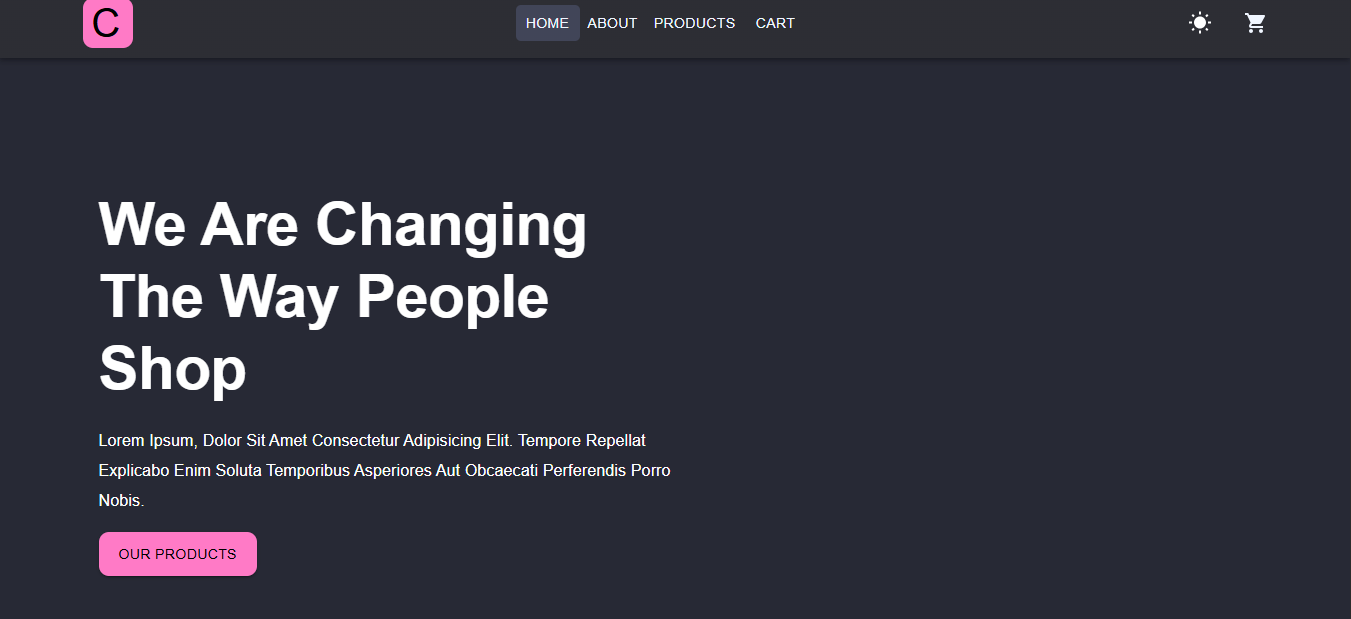 C
HOME ABOUT PRODUCTS CART
We Are Changing
The Way People
Shop
Lorem Ipsum, Dolor Sit Amet Consectetur Adipisicing Elit. Tempore Repellat
Explicabo Enim Soluta Temporibus Asperiores Aut Obcaecati Perferendis Porro
Nobis.
OUR PRODUCTS